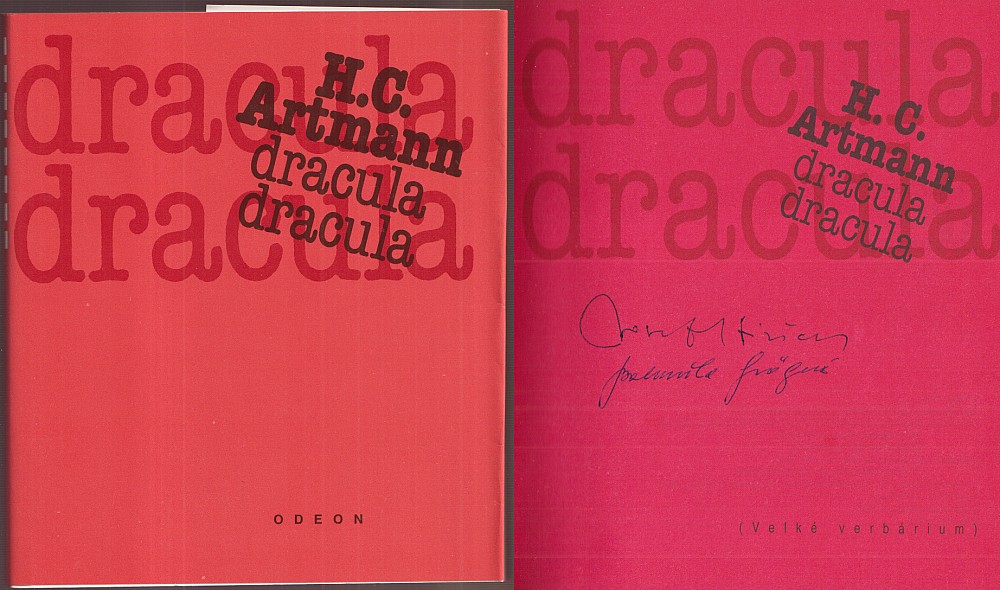 dracula
dracula
H.C.
Artmann
dracula
dracula
ODEON
dracula
dracula
H. C.
Artmann
dracula
dracula
(Velké verbárium)